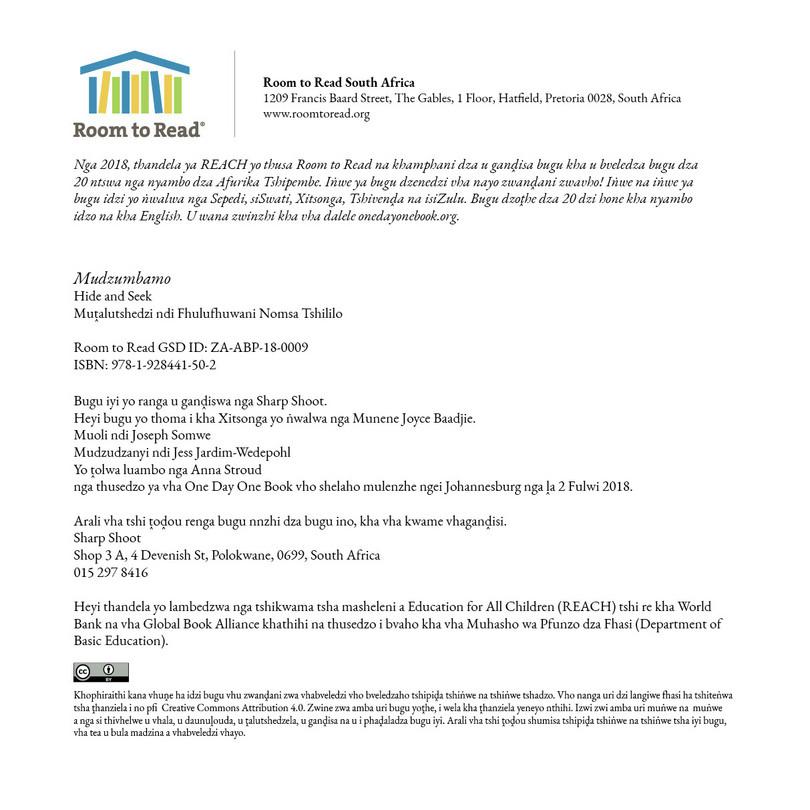 Room to Read®
Room to Read South Africa
1209 Francis Baard Street, The Gables, 1 Floor, Hatfield, Pretoria 0028, South Africa
www.roomtoread.org
Nga 2018, thandela ya REACH yo thusa Room to Read na khamphani dza u ganḓisa bugu kha u bveledza bugu dza
20 ntswa nga nyambo dza Afurika Tshipembe. Iṅwe ya bugu dzenedzi vha nayo zwanḓani zwavho! Iṅwe na iṅwe ya
bugu idzi yo ṅwalwa nga Sepedi, siSwati, Xitsonga, Tshivenḓa na isiZulu. Bugu dzoṱhe dza 20 dzi hone kha nyambo
idzo na kha English. U wana zwinzhi kha vha dalele onedayonebook.org.
Mudzumbamo
Hide and Seek
Muṱalutshedzi ndi Fhulufhuwani Nomsa Tshililo
Room to Read GSD ID: ZA-ABP-18-0009
ISBN: 978-1-928441-50-2
Bugu iyi yo ranga u ganḓiswa nga Sharp Shoot.
Heyi bugu yo thoma i kha Xitsonga yo ṅwalwa nga Munene Joyce Baadjie.
Muoli ndi Joseph Somwe
Mudzudzanyi ndi Jess Jardim-Wedepohl
Yo ṱolwa luambo nga Anna Stroud
nga thusedzo ya vha One Day One Book vho shelaho mulenzhe ngei Johannesburg nga ḽa 2 Fulwi 2018.
Arali vha tshi ṱoḓou renga bugu nnzhi dza bugu ino, kha vha kwame vhaganḓisi.
Sharp Shoot
Shop 3 A, 4 Devenish St, Polokwane, 0699, South Africa
015 297 8416
Heyi thandela yo lambedzwa nga tshikwama tsha masheleni a Education for All Children (REACH) tshi re kha World
Bank na vha Global Book Alliance khathihi na thusedzo i bvaho kha vha Muhasho wa Pfunzo dza Fhasi (Department of
Basic Education).
cc BY
Khophiraithi kana vhuṋe ha idzi bugu vhu zwanḓani zwa vhabveledzi vho bveledzaho tshipiḓa tshiṅwe na tshiṅwe tshadzo. Vho nanga uri dzi langiwe fhasi ha tshiteṅwa
tsha ṱhanziela i no pfi Creative Commons Attribution 4.0. Zwine zwa amba uri bugu yoṱhe, i wela kha ṱhanziela yeneyo nthihi. Izwi zwi amba uri muṅwe na muṅwe
a nga si thivhelwe u vhala, u daunuḽouda, u ṱalutshedzela, u ganḓisa na u i phaḓaladza bugu iyi. Arali vha tshi ṱoḓou shumisa tshipiḓa tshiṅwe na tshiṅwe tsha iyi bugu,
vha tea u bula madzina a vhabveledzi vhayo.